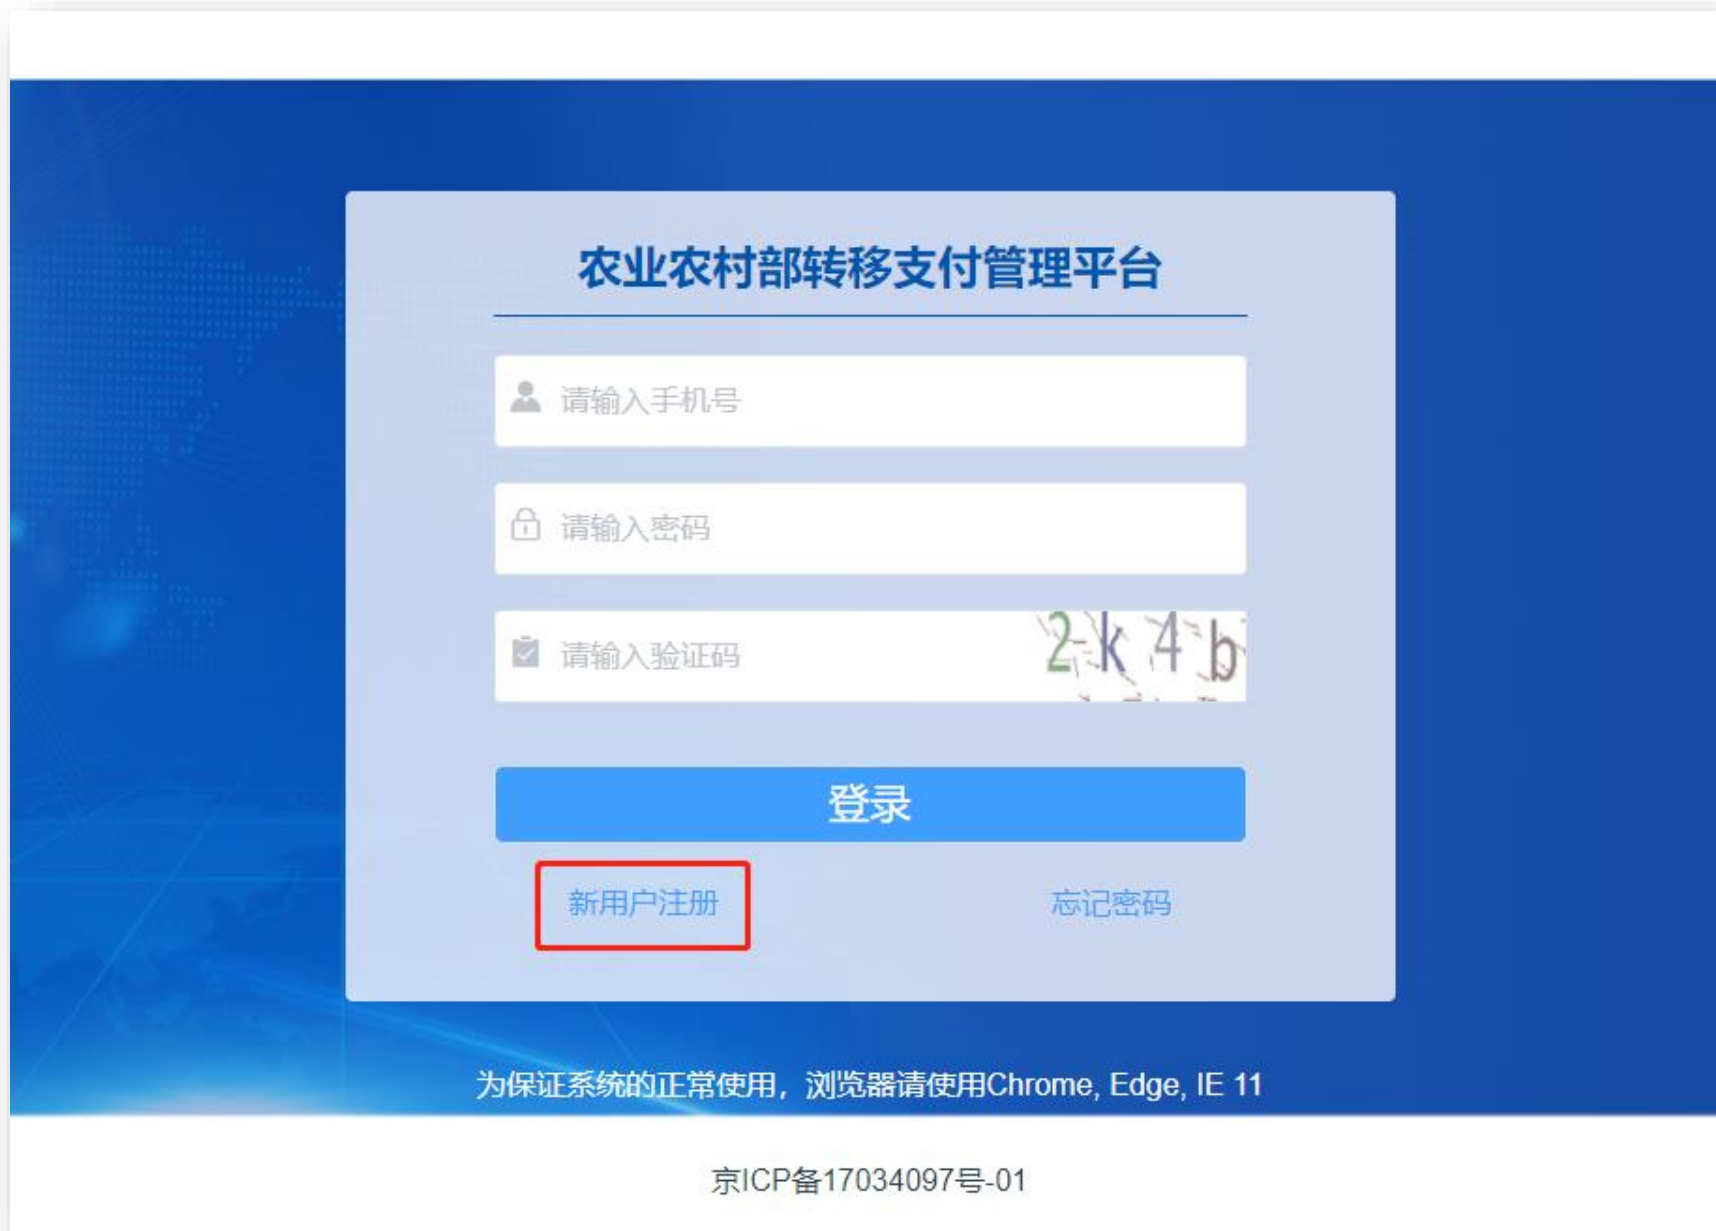 农业农村部转移支付管理平台
请输入手机号
请输入密码
请输入验证码
2k4b
登录
新用户注册 忘记密码
为保证系统的正常使用，浏览器请使用Chrome, Edge, IE 11
京ICP备17034097号-01